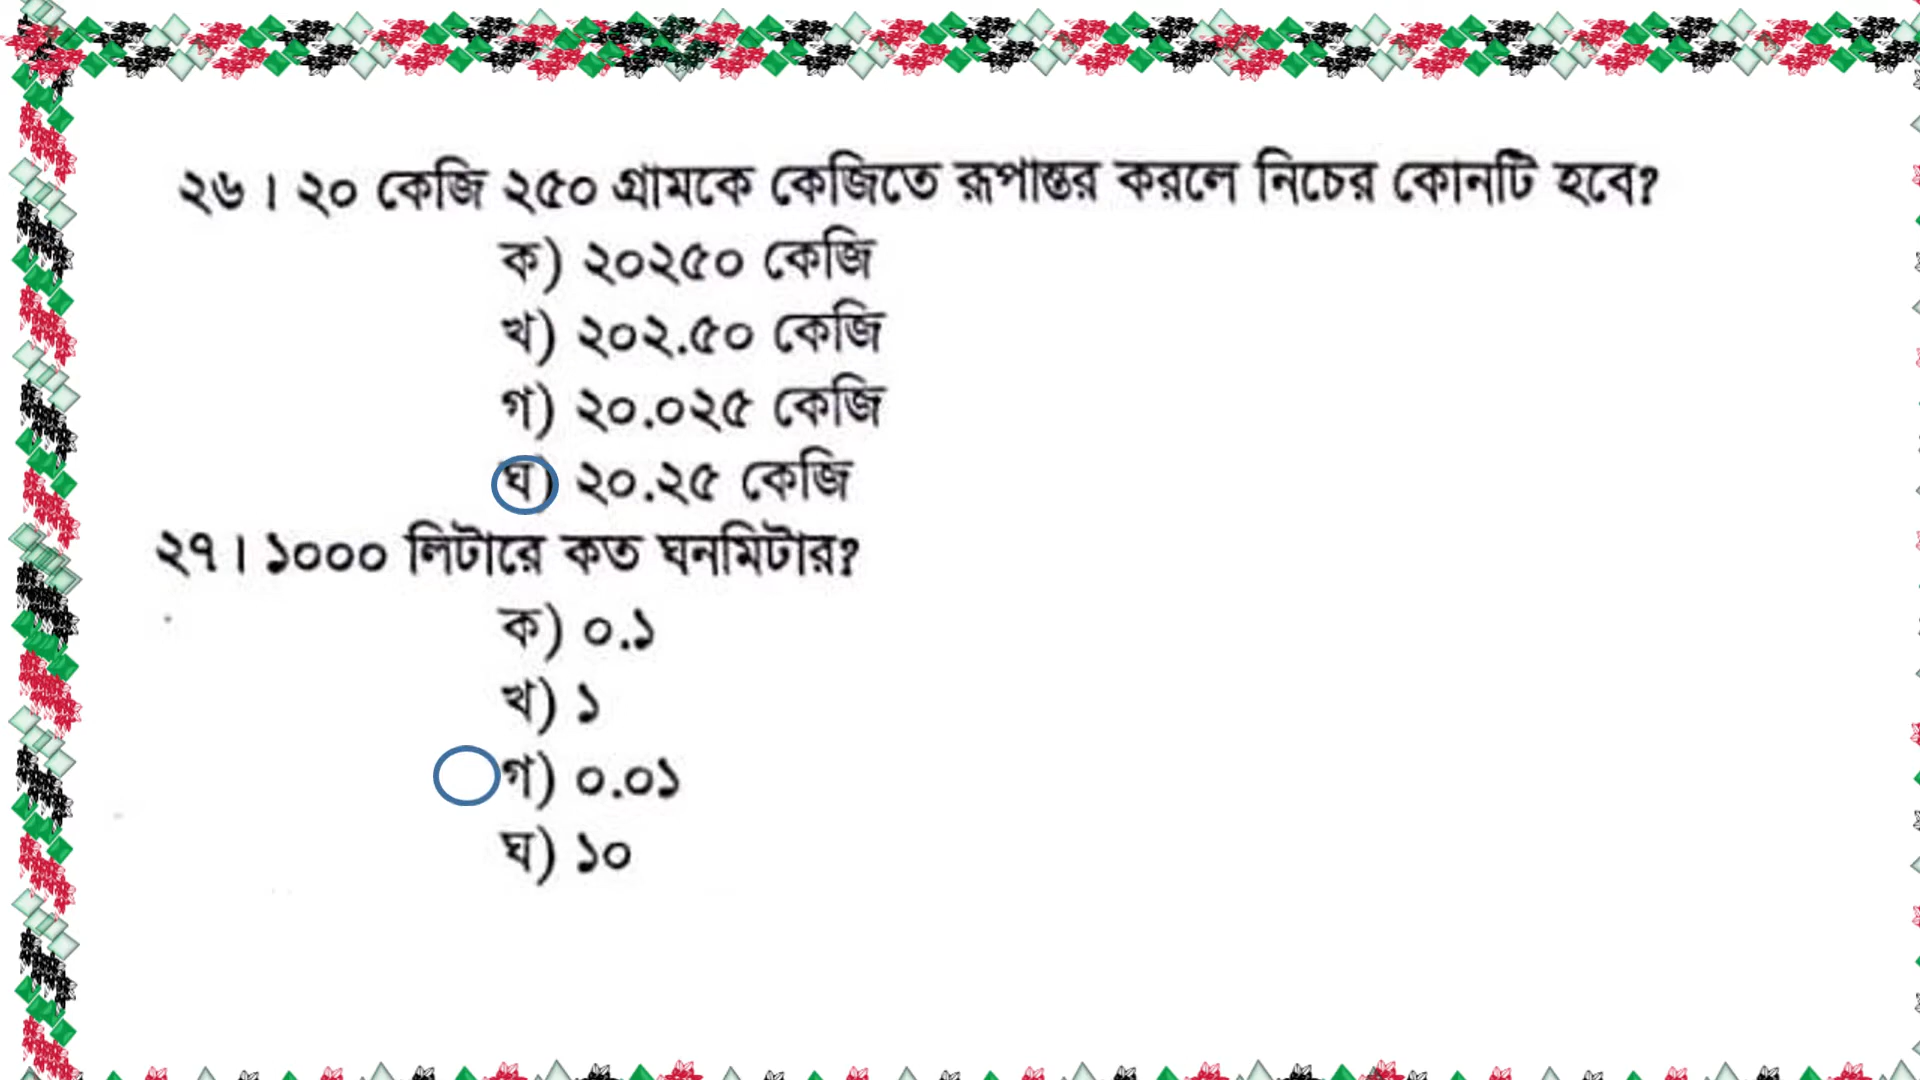 ২৬। ২০ কেজি ২৫০ গ্রামকে কেজিতে রূপান্তর করলে নিচের কোনটি হবে?
ক) ২০২৫০ কেজি
খ) ২০২.৫০ কেজি
গ) ২০.০২৫ কেজি
ঘ) ২০.২৫ কেজি
২৭। ১০০০ লিটারে কত ঘনমিটার?
ক) ০.১
খ) ১
গ) ০.০১
ঘ) ১০